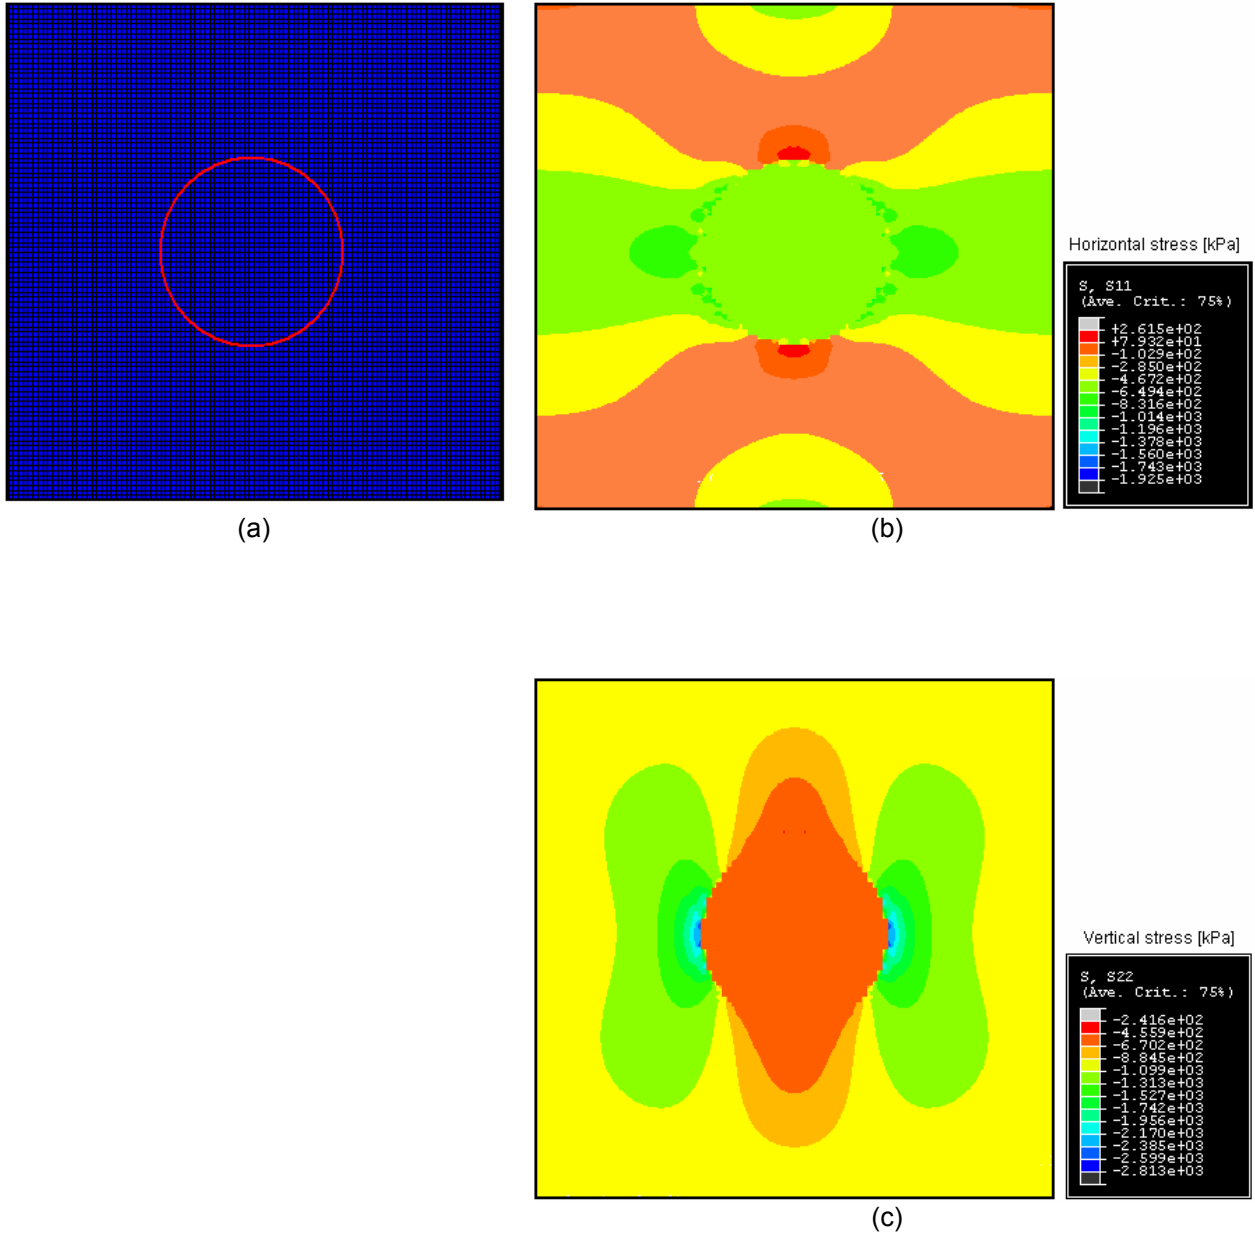 (a)
(b)
Horizontal stress [kPa]
S, S11
(Ave. Crit.: 75%)
+2.615e+02
+7.932e+01
-1.029e+02
-2.850e+02
-4.672e+02
-6.494e+02
-8.316e+02
-1.014e+03
-1.196e+03
-1.378e+03
-1.560e+03
-1.743e+03
-1.925e+03
(c)
Vertical stress [kPa]
S, S22
(Ave. Crit.: 75%)
-2.416e+02
-4.559e+02
-6.702e+02
-8.845e+02
-1.099e+03
-1.313e+03
-1.527e+03
-1.742e+03
-1.956e+03
-2.170e+03
-2.385e+03
-2.599e+03
-2.813e+03